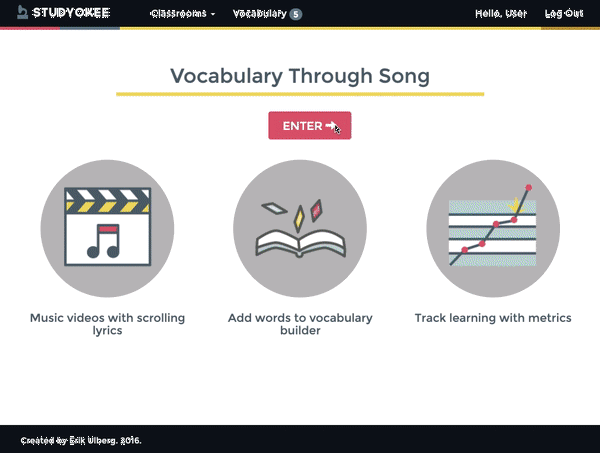 STUDYOKEE
Classrooms
Vocabulary 5
Hello, User
Log Out
Vocabulary Through Song
ENTER
Music videos with scrolling
lyrics
Add words to vocabulary
builder
Track learning with metrics
Created by Erik Ulberg. 2016.